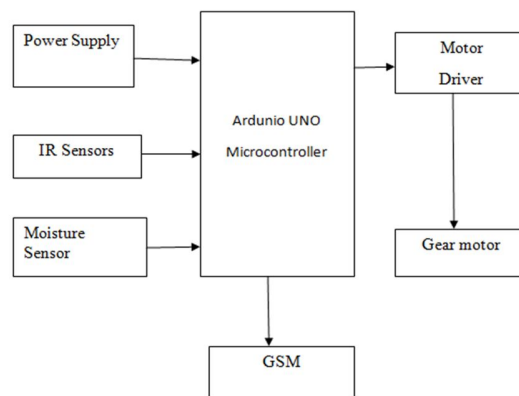 Power Supply
IR Sensors
Moisture
Sensor
Ardunio UNO
Microcontroller
Motor
Driver
Gear motor
GSM